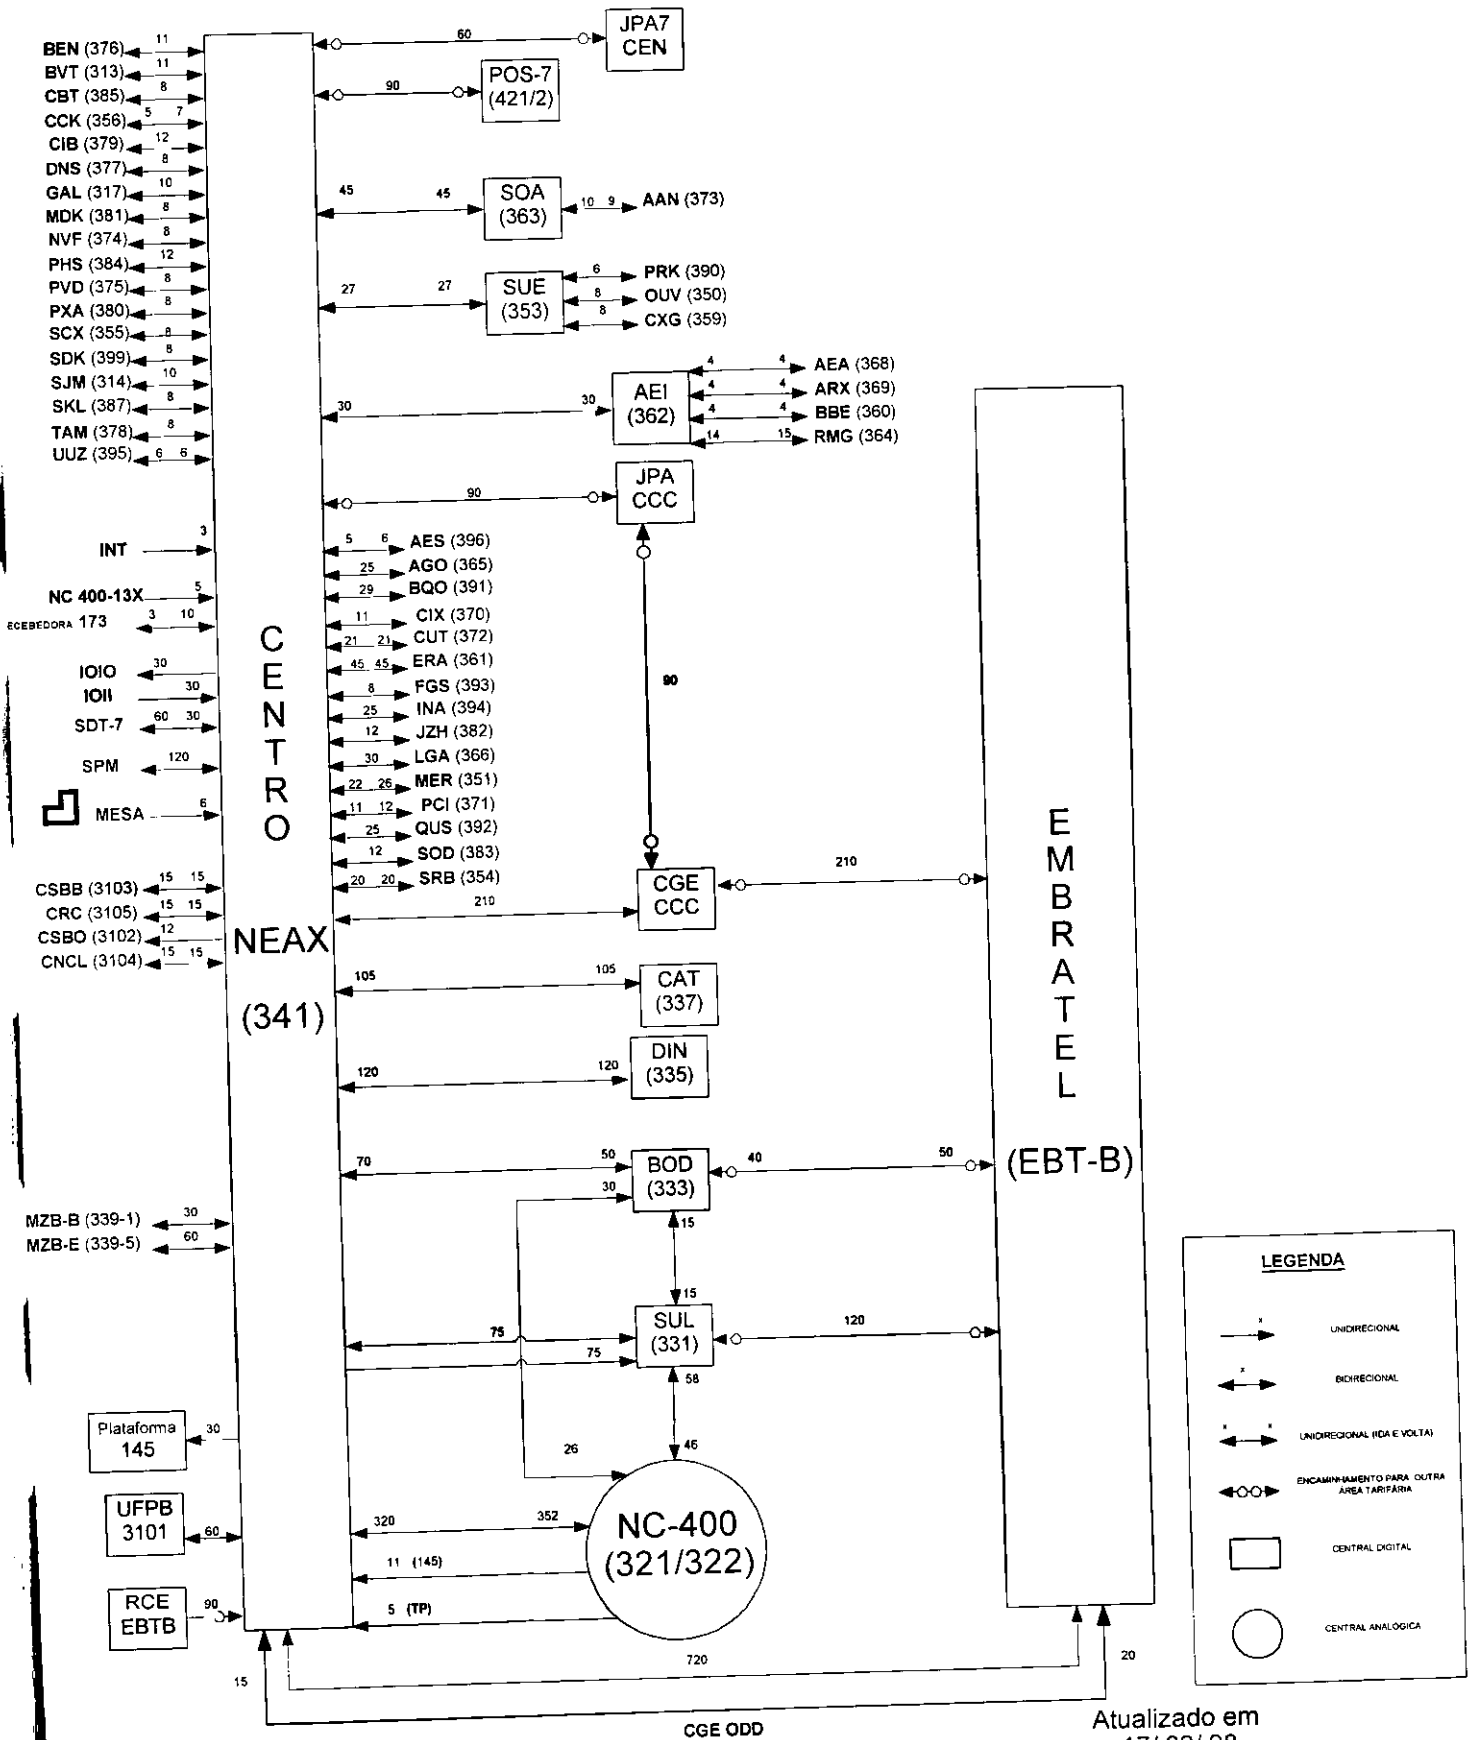 BEN (376) 11
BVT (313) 11
CBT (385) 8
CCK (356) 5 7
CIB (379) 12
DNS (377) 8
GAL (317) 10
MDK (381) 8
NVF (374) 8
PHS (384) 12
PVD (375) 8
PXA (380) 8
SCX (355) 8
SDK (399) 8
SJM (314) 10
SKL (387) 8
TAM (378) 8
UUZ (395) 6 6
INT 3
NC 400-13X 5
ECEBEDORA 173 3 10
IOIO 30
IOII 30
SDT-7 60 30
SPM 120
MESA 6
CSBB (3103) 15 15
CRC (3105) 15 15
CSBO (3102) 12
CNCL (3104) 15 15
MZB-B (339-1) 30
MZB-E (339-5) 60
Plataforma
145
30
UFPB
3101
60
RCE
EBTB
90
CENTRO
NEAX
(341)
60
JPA7
CEN
90
POS-7
(421/2)
45 45
SOA
(363)
10 9 AAN (373)
27 27
SUE
(353)
6 PRK (390)
8 OUV (350)
8 CXG (359)
30 30
AEI
(362)
4 4 AEA (368)
4 4 ARX (369)
4 4 BBE (360)
14 15 RMG (364)
90
JPA
CCC
5 6 AES (396)
25 AGO (365)
29 BQO (391)
11 CIX (370)
21 21 CUT (372)
45 45 ERA (361)
8 FGS (393)
25 INA (394)
12 JZH (382)
30 LGA (366)
22 26 MER (351)
11 12 PCI (371)
25 QUS (392)
12 SOD (383)
20 20 SRB (354)
90
210
CGE
CCC
210
105 105
CAT
(337)
120 120
DIN
(335)
70 50
BOD
(333)
40 50
30
15
15
75
SUL
(331)
120
75
58
46
26
320 352
NC-400
(321/322)
11 (145)
5 (TP)
EMBRATEL
(EBT-B)
15
720
20
CGE ODD
LEGENDA
x
UNIDIRECIONAL
x
BIDIRECIONAL
x x
UNIDIRECIONAL (IDA E VOLTA)
ENCAMINHAMENTO PARA OUTRA
ÁREA TARIFÁRIA
CENTRAL DIGITAL
CENTRAL ANALOGICA
Atualizado em